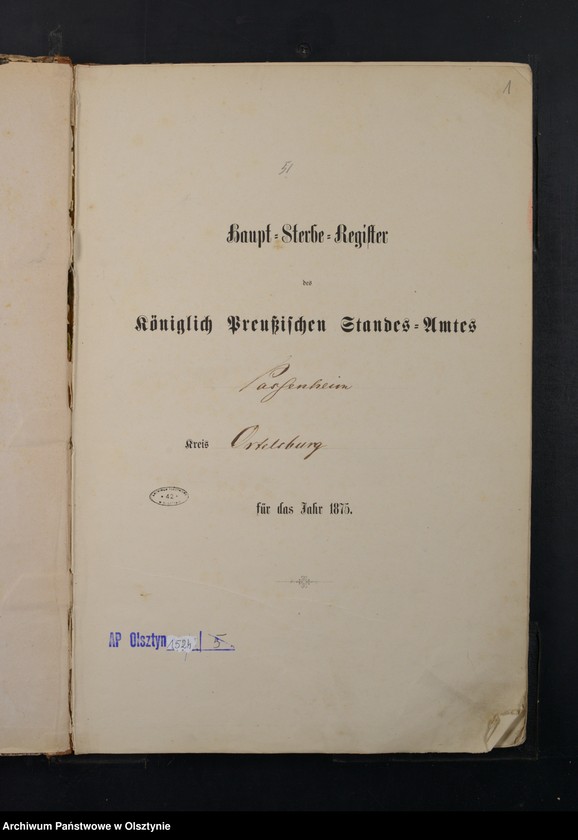 1
51
Haupt=Sterbe=Register
des
Königlich Preußischen Standes=Amtes
Passenheim
Kreis Ortelsburg
42
für das Jahr 1875.
AP Olsztyn 1524 / 5
Archiwum Państwowe w Olsztynie